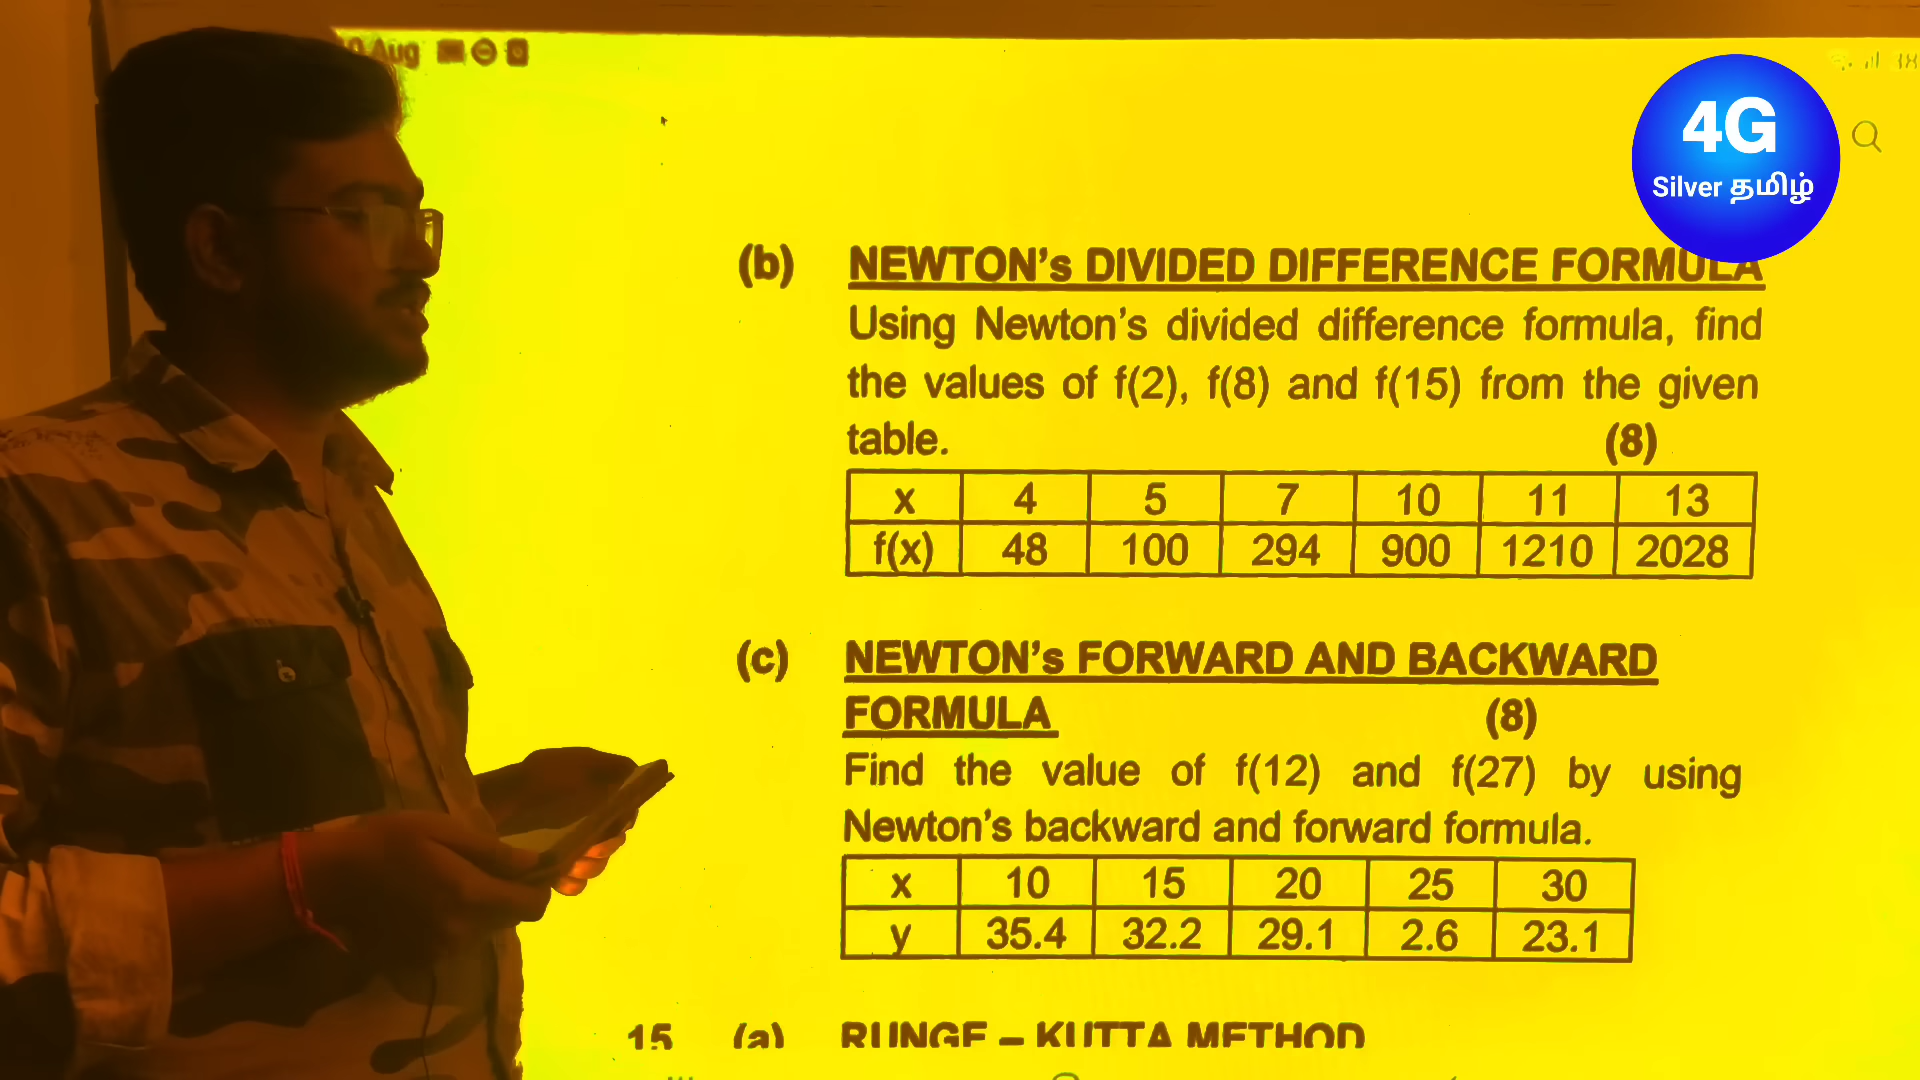 Aug
4G
Silver தமிழ்
(b) NEWTON's DIVIDED DIFFERENCE FORMULA
Using Newton's divided difference formula, find
the values of f(2), f(8) and f(15) from the given
table. (8)
x 4 5 7 10 11 13
f(x) 48 100 294 900 1210 2028
(c) NEWTON's FORWARD AND BACKWARD
FORMULA (8)
Find the value of f(12) and f(27) by using
Newton's backward and forward formula.
x 10 15 20 25 30
y 35.4 32.2 29.1 2.6 23.1
15 (a) RUNGE – KUTTA METHOD